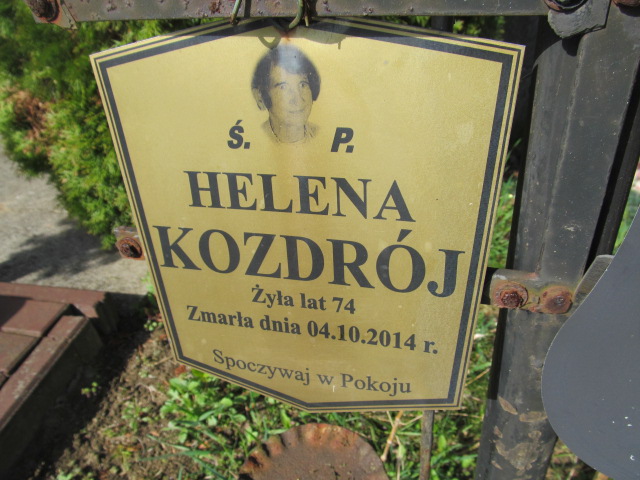 Ś. P.
HELENA
KOZDRÓJ
Żyła lat 74
Zmarła dnia 04.10.2014 r.
Spoczywaj w Pokoju